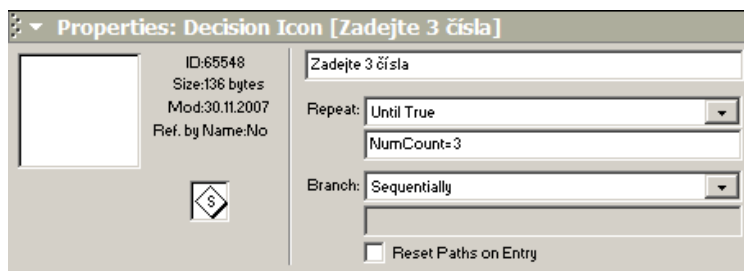 Properties: Decision Icon [Zadejte 3 čísla]
ID:65548
Size:136 bytes
Mod:30.11.2007
Ref. by Name:No
S
Zadejte 3 čísla
Repeat: Until True
NumCount=3
Branch: Sequentially
Reset Paths on Entry